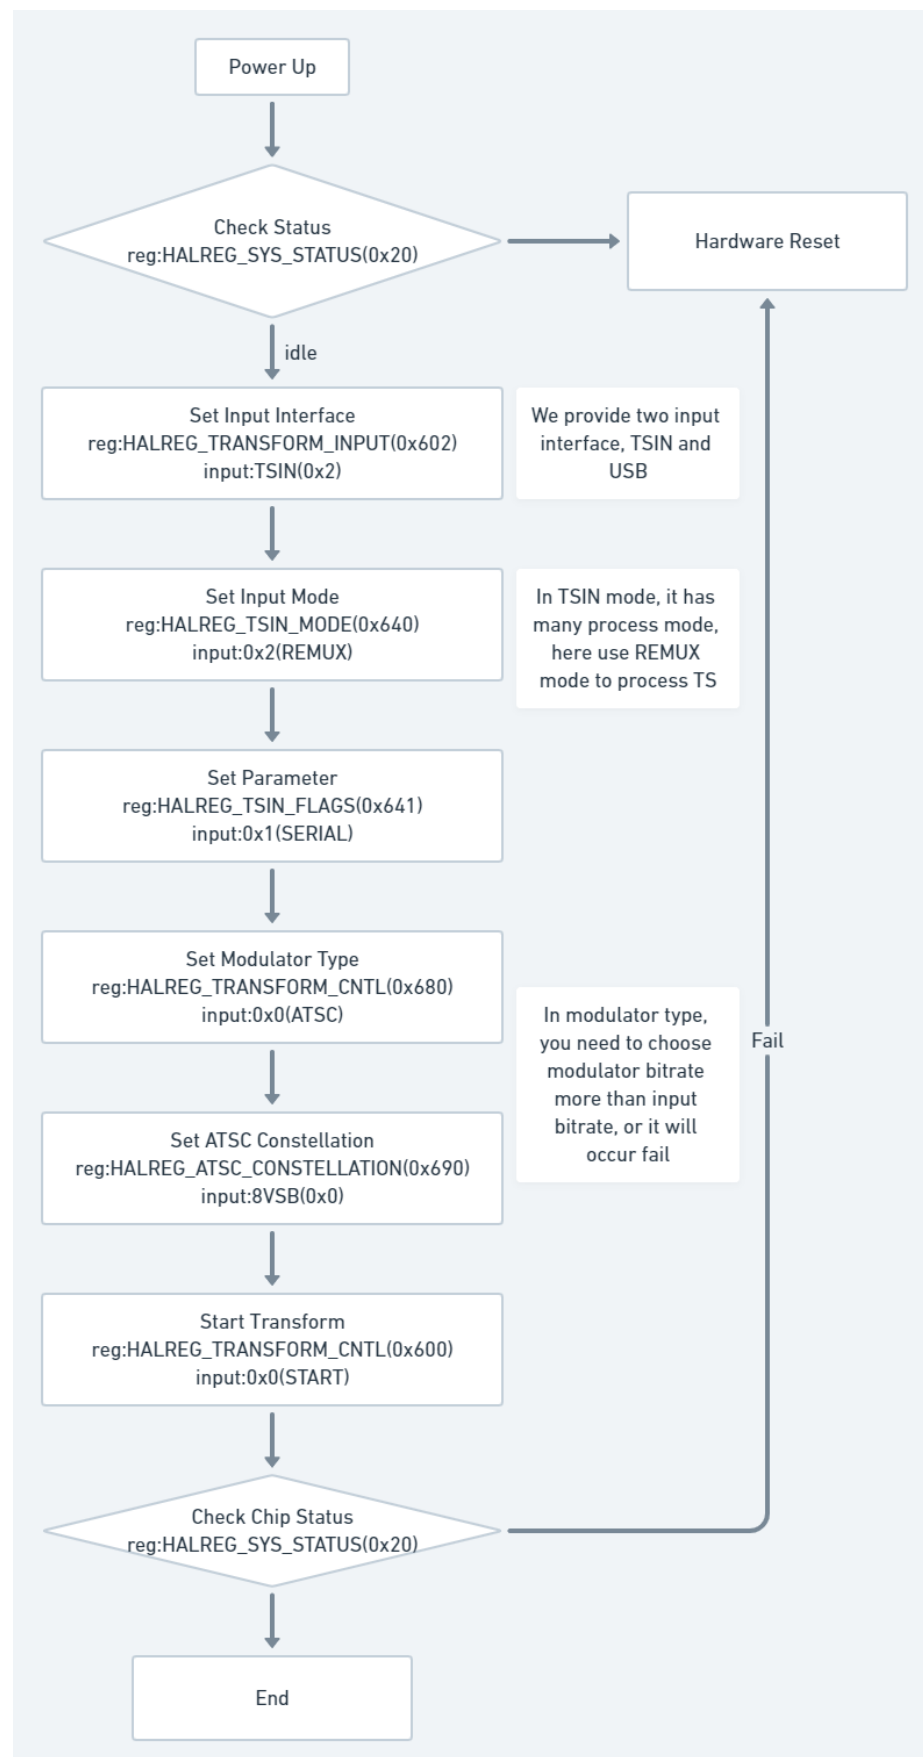 Power Up
Check Status
reg:HALREG_SYS_STATUS(0x20)
Hardware Reset
idle
Set Input Interface
reg:HALREG_TRANSFORM_INPUT(0x602)
input:TSIN(0x2)
We provide two input
interface, TSIN and
USB
Set Input Mode
reg:HALREG_TSIN_MODE(0x640)
input:0x2(REMUX)
In TSIN mode, it has
many process mode,
here use REMUX
mode to process TS
Set Parameter
reg:HALREG_TSIN_FLAGS(0x641)
input:0x1(SERIAL)
Set Modulator Type
reg:HALREG_TRANSFORM_CNTL(0x680)
input:0x0(ATSC)
In modulator type,
you need to choose
modulator bitrate
more than input
bitrate, or it will
occur fail
Fail
Set ATSC Constellation
reg:HALREG_ATSC_CONSTELLATION(0x690)
input:8VSB(0x0)
Start Transform
reg:HALREG_TRANSFORM_CNTL(0x600)
input:0x0(START)
Check Chip Status
reg:HALREG_SYS_STATUS(0x20)
End